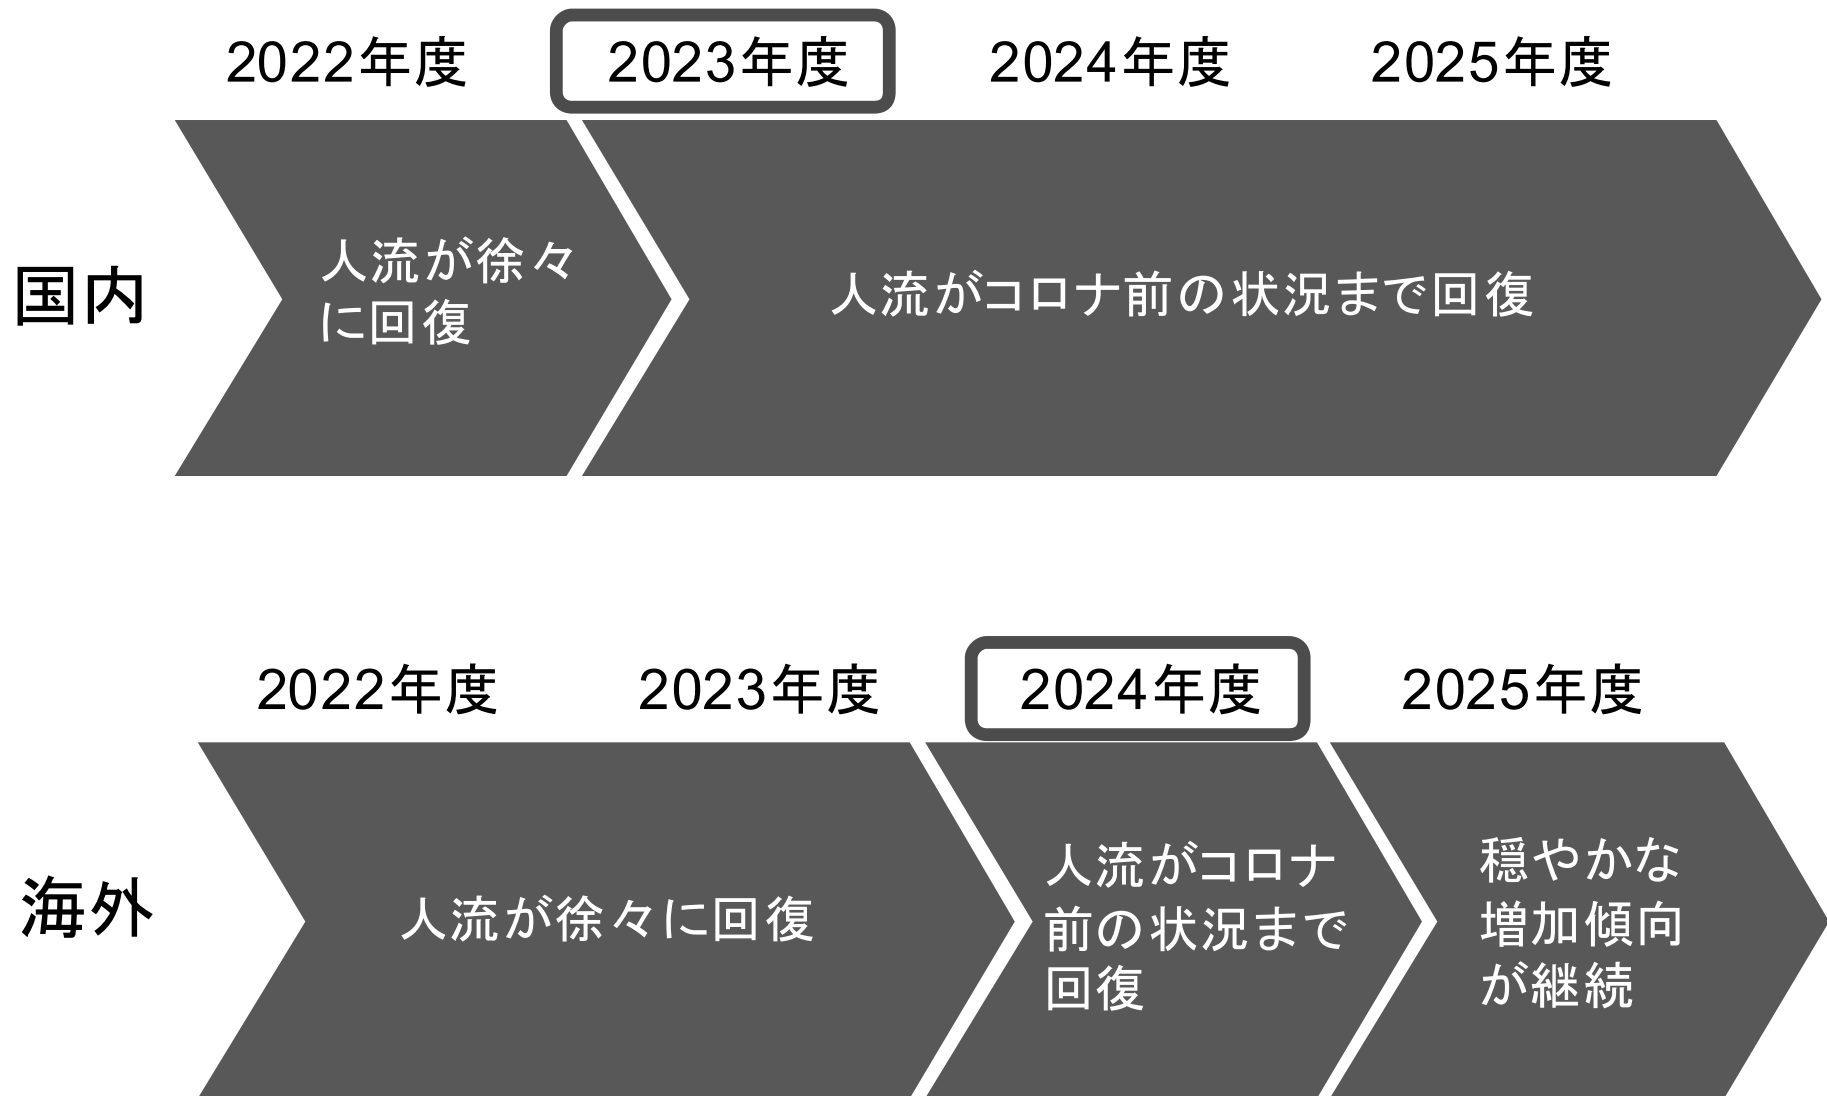 2022年度 2023年度 2024年度 2025年度
国内
人流が徐々
に回復
人流がコロナ前の状況まで回復
2022年度 2023年度 2024年度 2025年度
海外
人流が徐々に回復
人流がコロナ
前の状況まで
回復
穏やかな
増加傾向
が継続